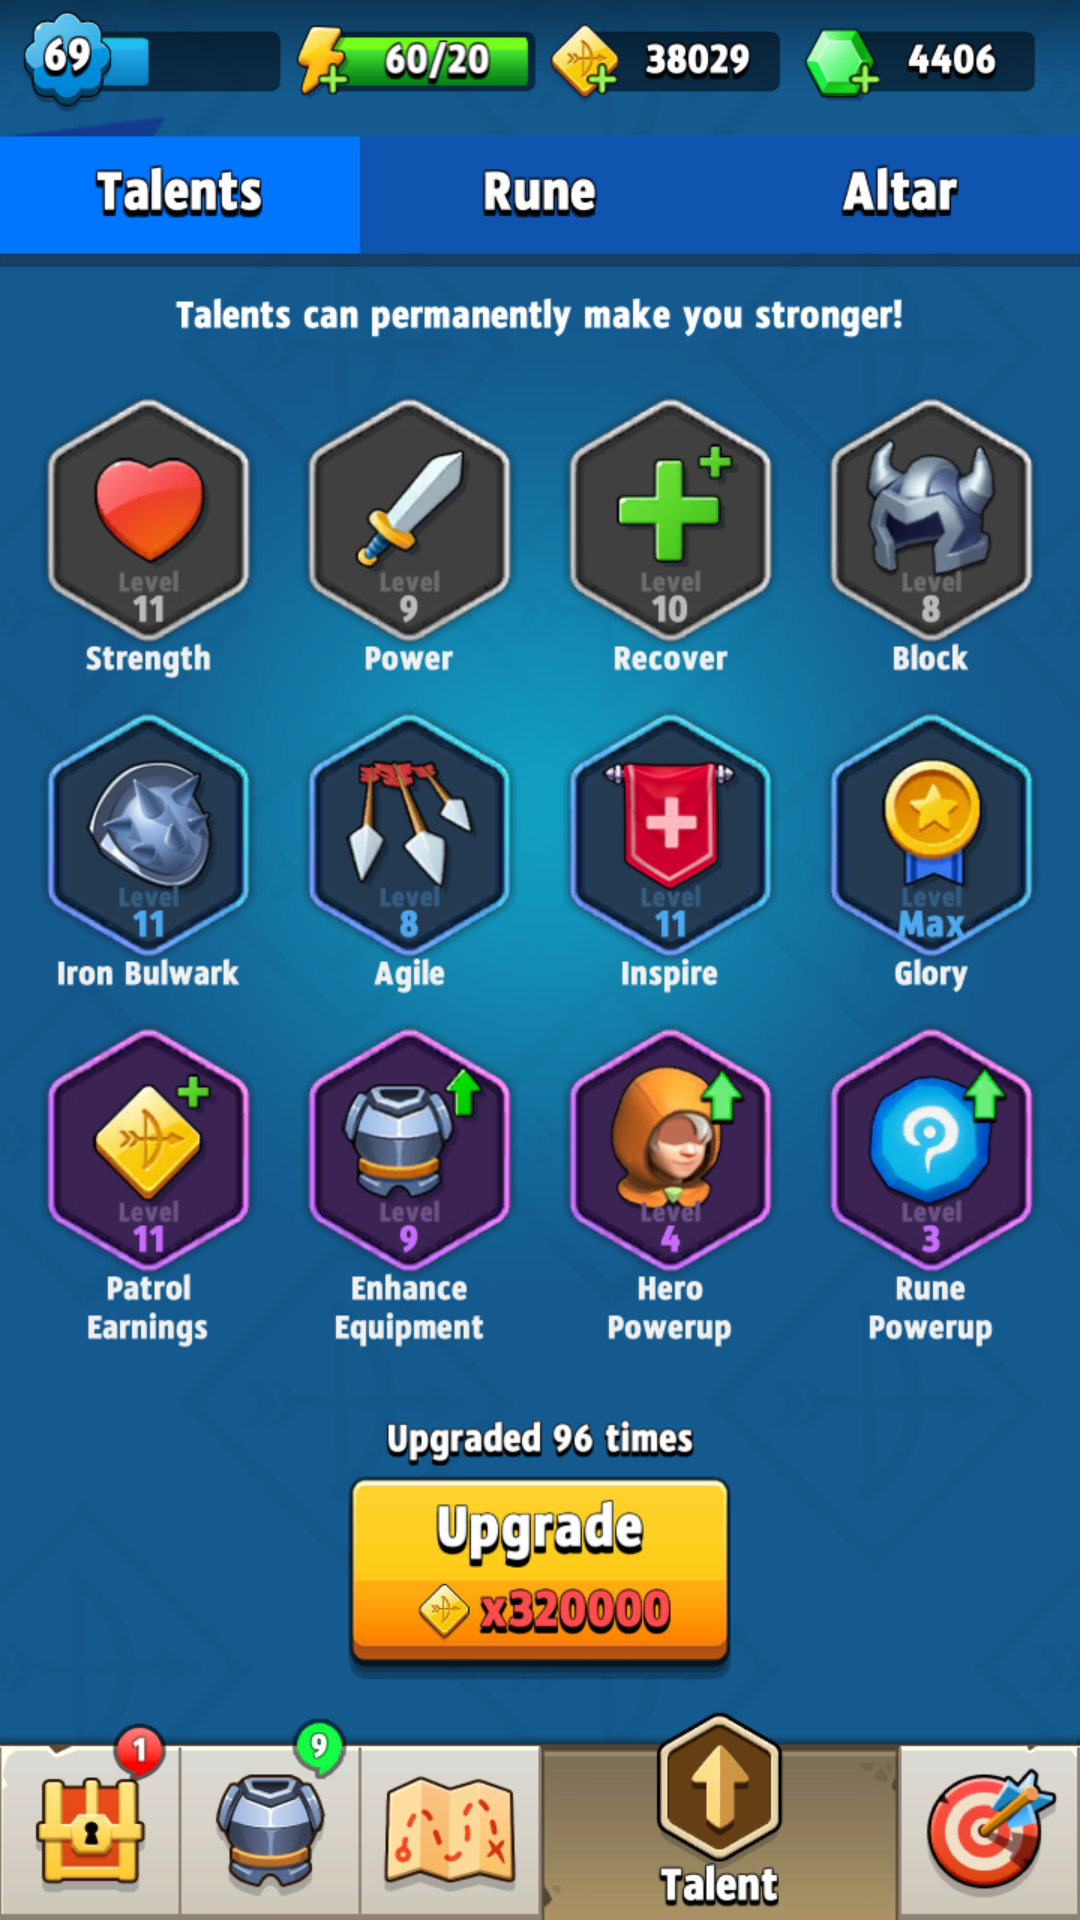 69
60/20
38029
4406
Talents
Rune
Altar
Talents can permanently make you stronger!
Level
11
Strength
Level
9
Power
Level
10
Recover
Level
8
Block
Level
11
Iron Bulwark
Level
8
Agile
Level
11
Inspire
Level
Max
Glory
Level
11
Patrol
Earnings
Level
9
Enhance
Equipment
Level
4
Hero
Powerup
Level
3
Rune
Powerup
Upgraded 96 times
Upgrade
x320000
1
9
Talent